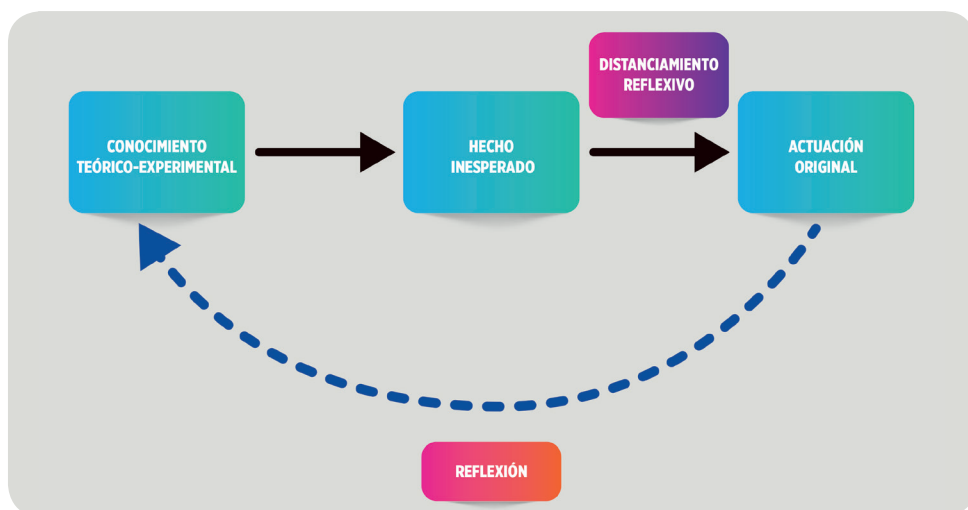 DISTANCIAMIENTO
REFLEXIVO
CONOCIMIENTO
TEÓRICO-EXPERIMENTAL
HECHO
INESPERADO
ACTUACIÓN
ORIGINAL
REFLEXIÓN